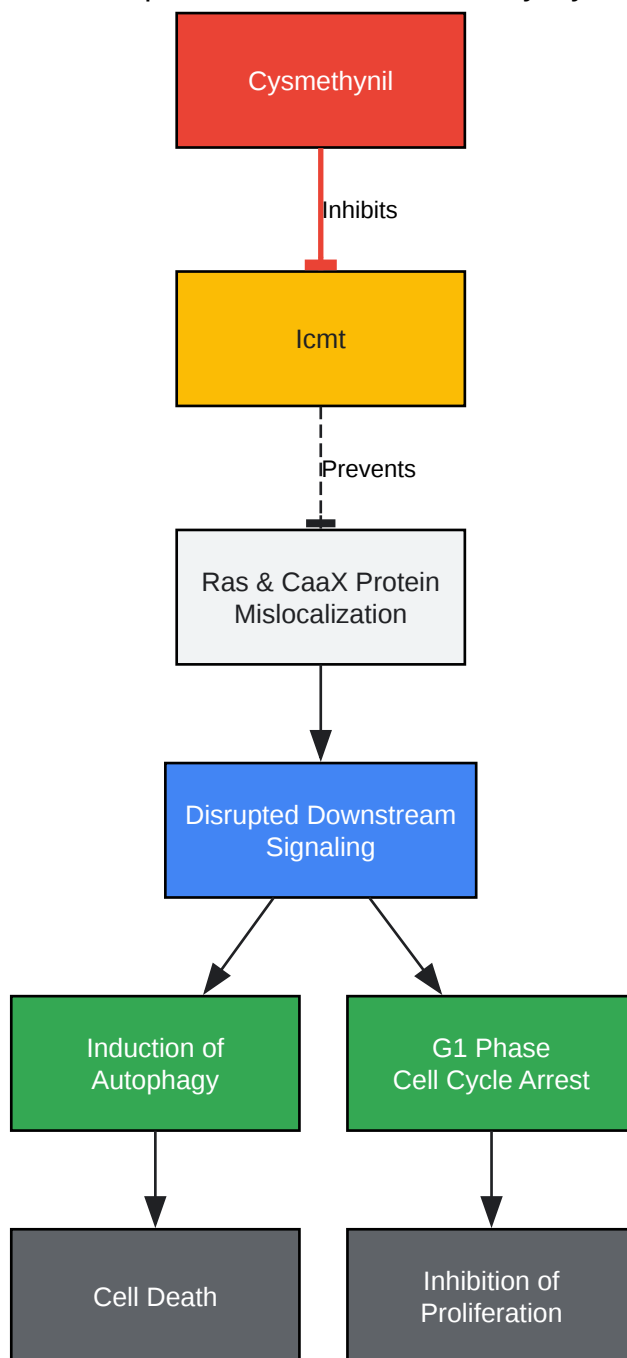 Cysmethynil
Inhibits
Icmt
Prevents
Ras & CaaX Protein
Mislocalization
Disrupted Downstream
Signaling
Induction of
Autophagy
G1 Phase
Cell Cycle Arrest
Cell Death
Inhibition of
Proliferation